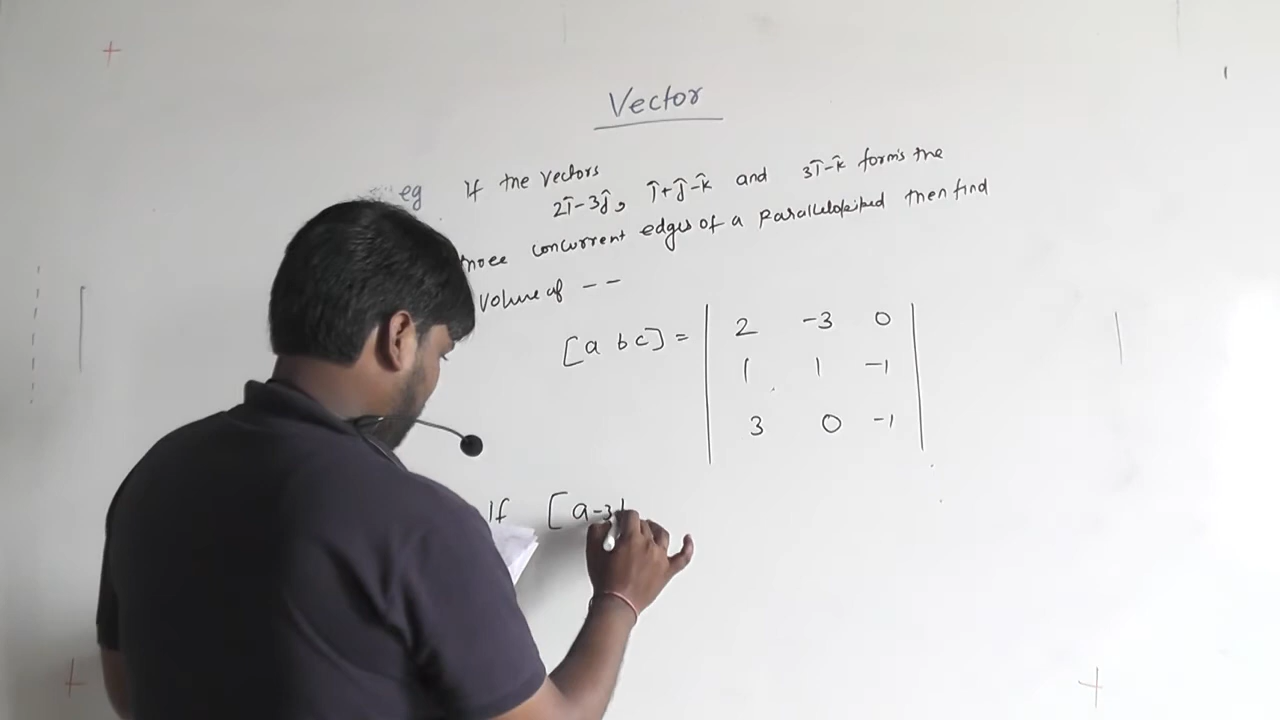 Vector
eg If the vectors
2î-3ĵ, î+ĵ-k̂ and 3î-k̂ forms the
concurrent edges of a Parallelopiped then find
Volume of - -
[a b c] = | 2 -3 0 |
| 1 1 -1 |
| 3 0 -1 |
If [a-3